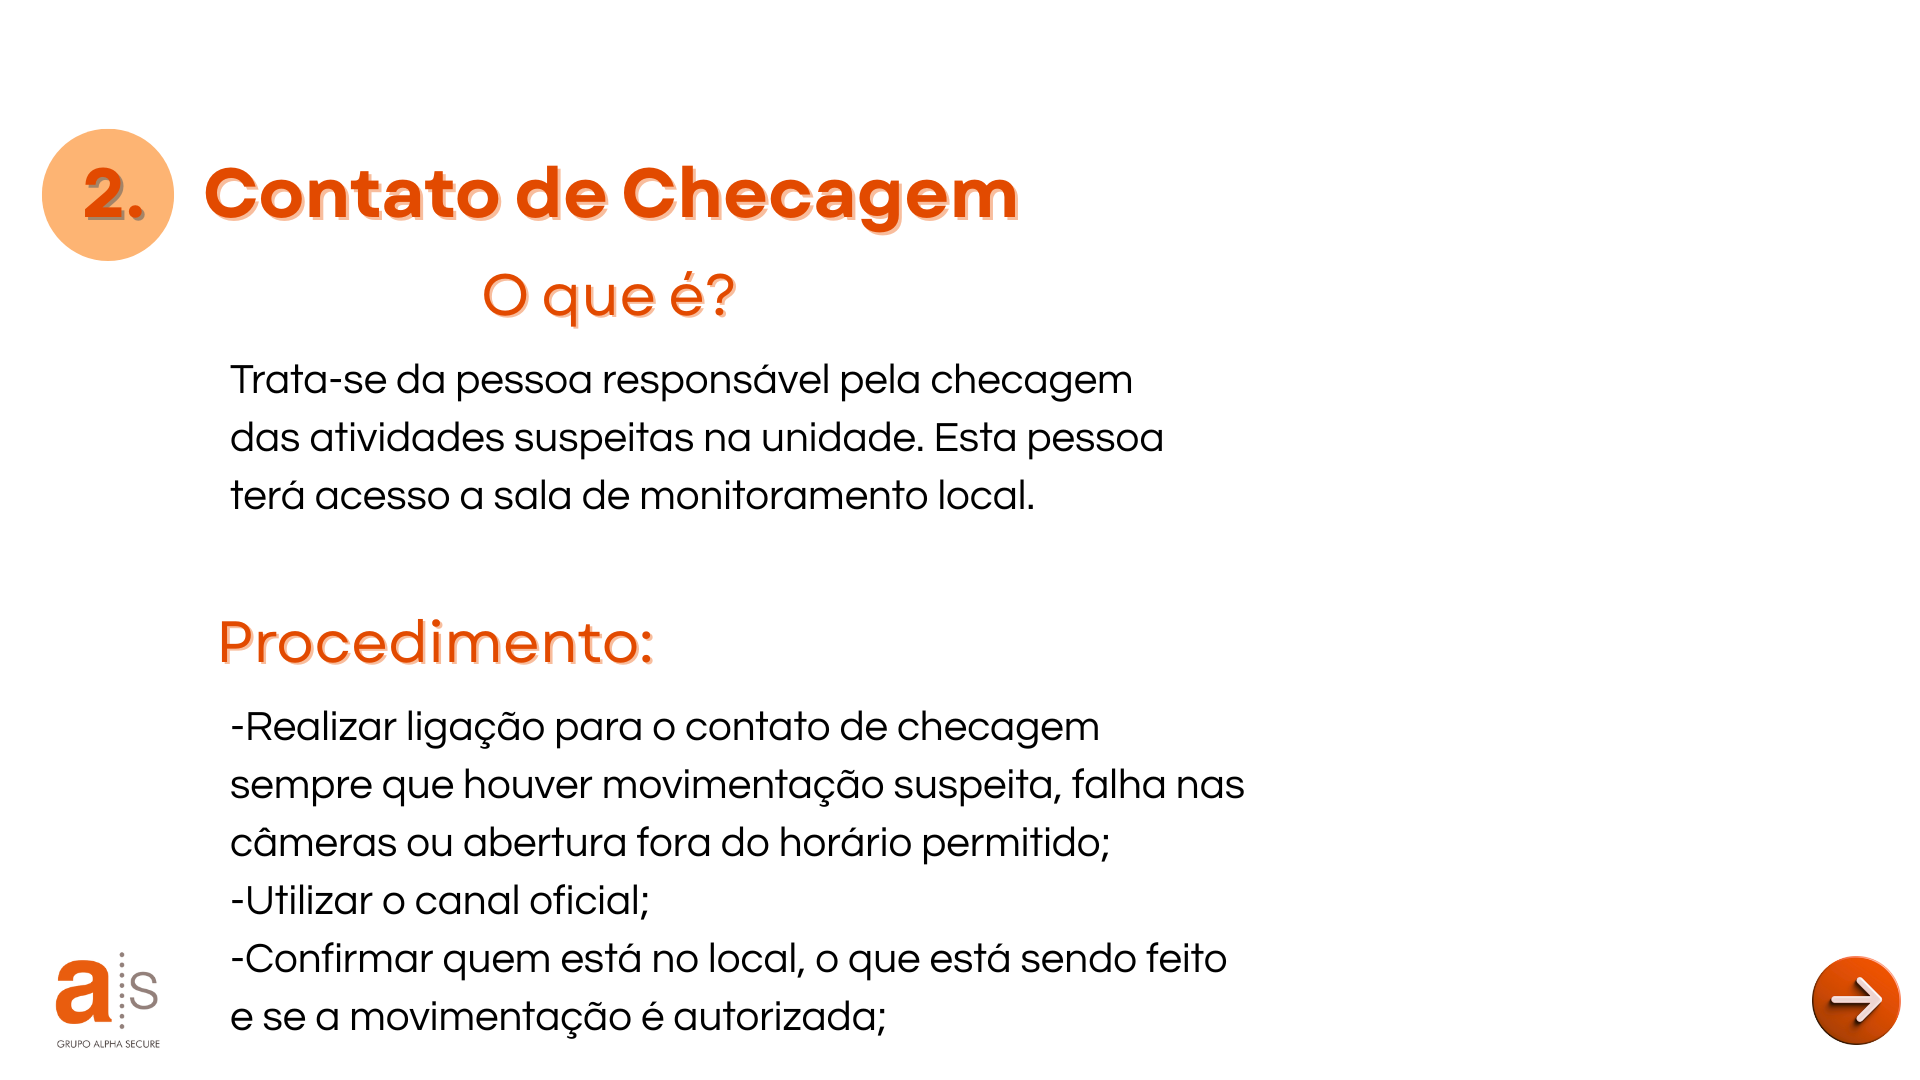 2. Contato de Checagem
O que é?
Trata-se da pessoa responsável pela checagem
das atividades suspeitas na unidade. Esta pessoa
terá acesso a sala de monitoramento local.
Procedimento:
-Realizar ligação para o contato de checagem
sempre que houver movimentação suspeita, falha nas
câmeras ou abertura fora do horário permitido;
-Utilizar o canal oficial;
-Confirmar quem está no local, o que está sendo feito
e se a movimentação é autorizada;
a s
GRUPO ALPHA SECURE